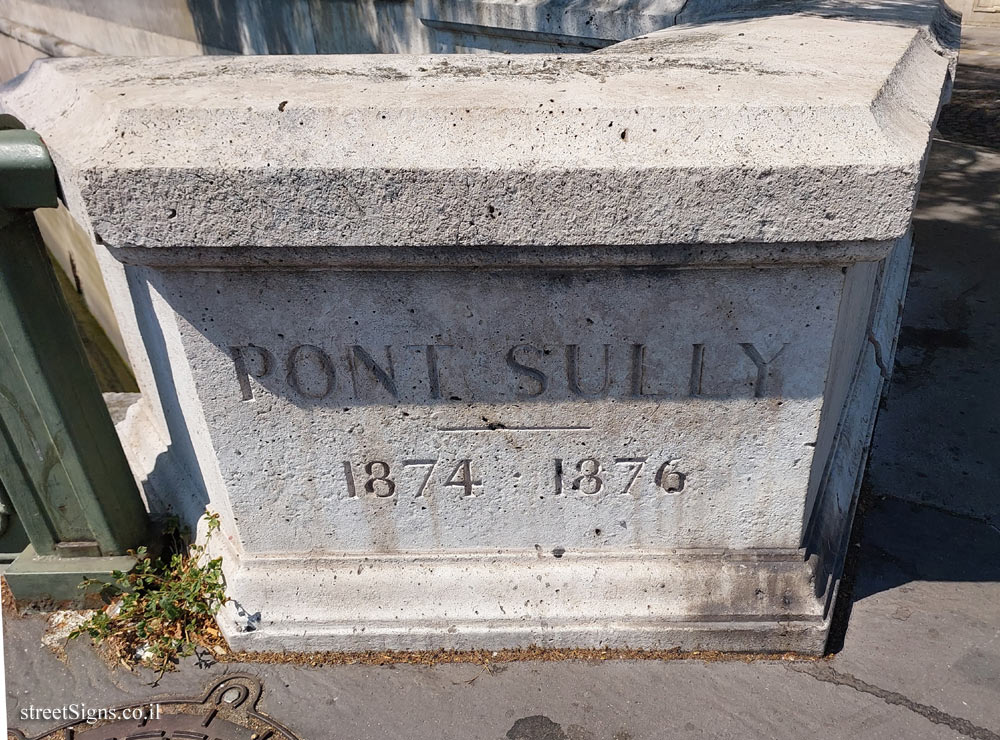 PONT SULLY
1874 · 1876
streetSigns.co.il